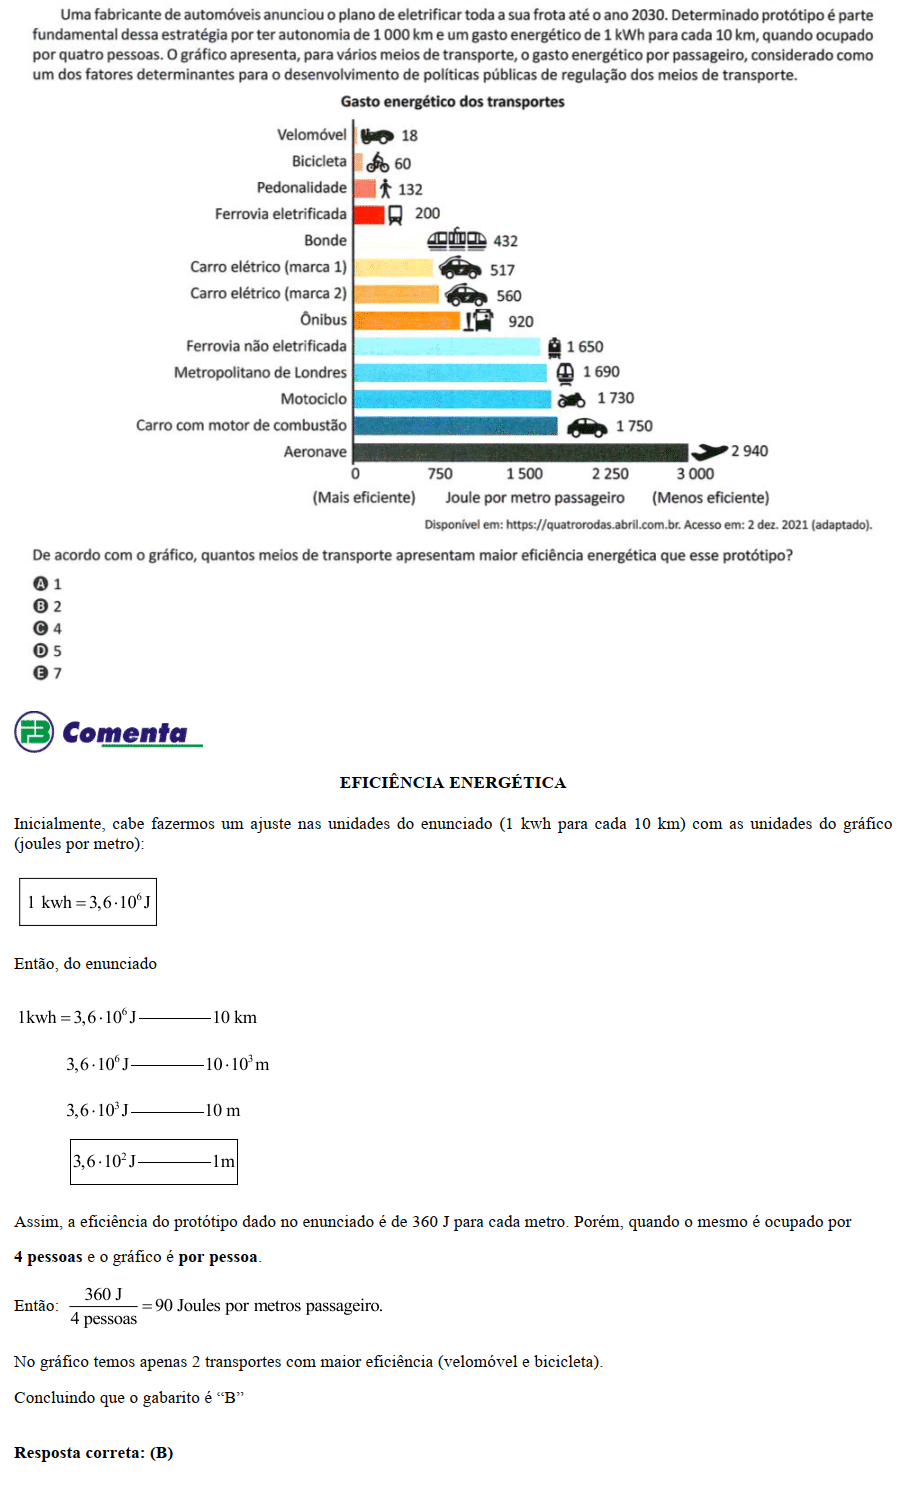 Uma fabricante de automóveis anunciou o plano de eletrificar toda a sua frota até o ano 2030. Determinado protótipo é parte
fundamental dessa estratégia por ter autonomia de 1 000 km e um gasto energético de 1 kWh para cada 10 km, quando ocupado
por quatro pessoas. O gráfico apresenta, para vários meios de transporte, o gasto energético por passageiro, considerado como
um dos fatores determinantes para o desenvolvimento de políticas públicas de regulação dos meios de transporte.
Gasto energético dos transportes
Velomóvel 18
Bicicleta 60
Pedonalidade 132
Ferrovia eletrificada 200
Bonde 432
Carro elétrico (marca 1) 517
Carro elétrico (marca 2) 560
Ônibus 920
Ferrovia não eletrificada 1 650
Metropolitano de Londres 1 690
Motociclo 1 730
Carro com motor de combustão 1 750
Aeronave 2 940
0 750 1 500 2 250 3 000
(Mais eficiente) Joule por metro passageiro (Menos eficiente)
Disponível em: https://quatrorodas.abril.com.br. Acesso em: 2 dez. 2021 (adaptado).
De acordo com o gráfico, quantos meios de transporte apresentam maior eficiência energética que esse protótipo?
A 1
B 2
C 4
D 5
E 7
FB Comenta
EFICIÊNCIA ENERGÉTICA
Inicialmente, cabe fazermos um ajuste nas unidades do enunciado (1 kwh para cada 10 km) com as unidades do gráfico
(joules por metro):
1 kwh = 3,6·10⁶ J
Então, do enunciado
1kwh = 3,6·10⁶ J———10 km
3,6·10⁶ J———10·10³ m
3,6·10³ J———10 m
3,6·10² J———1m
Assim, a eficiência do protótipo dado no enunciado é de 360 J para cada metro. Porém, quando o mesmo é ocupado por
4 pessoas e o gráfico é por pessoa.
Então: 360 J / 4 pessoas = 90 Joules por metros passageiro.
No gráfico temos apenas 2 transportes com maior eficiência (velomóvel e bicicleta).
Concluindo que o gabarito é “B”
Resposta correta: (B)